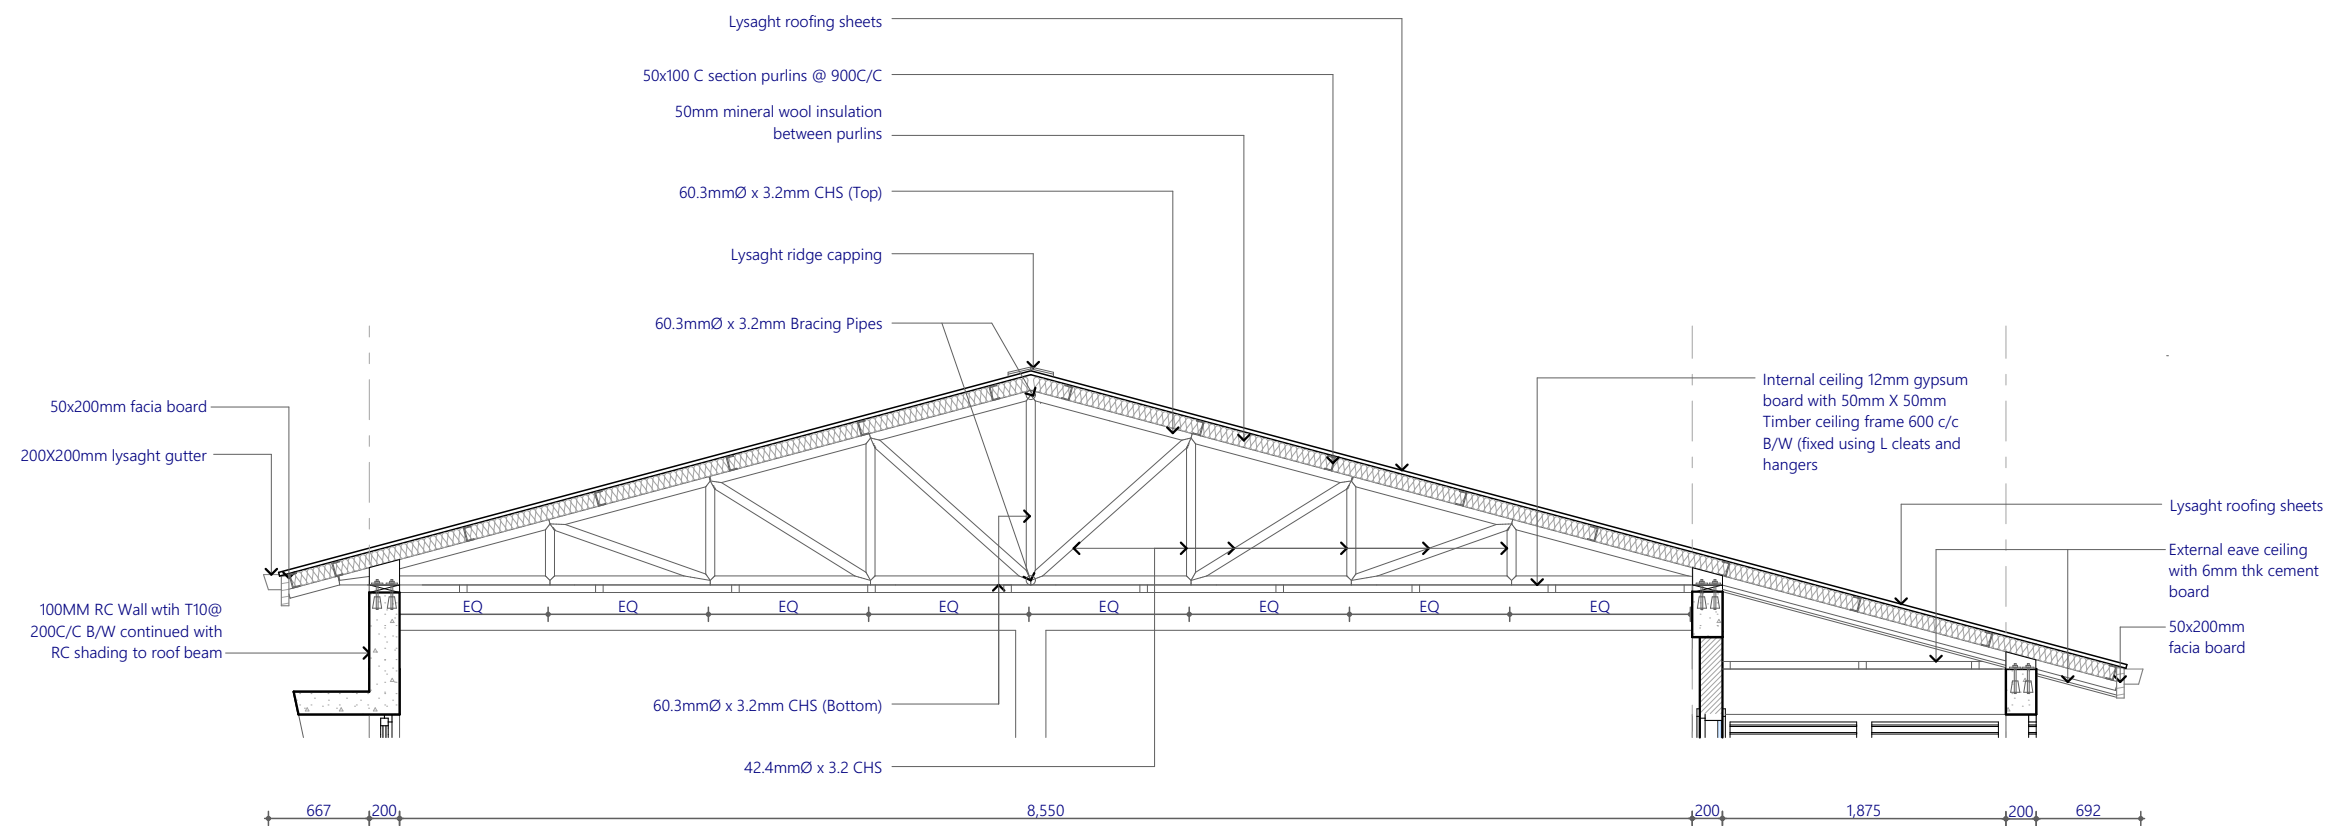 Lysaght roofing sheets
50x100 C section purlins @ 900C/C
50mm mineral wool insulation
between purlins
60.3mmØ x 3.2mm CHS (Top)
Lysaght ridge capping
60.3mmØ x 3.2mm Bracing Pipes
50x200mm facia board
200X200mm lysaght gutter
100MM RC Wall wtih T10@
200C/C B/W continued with
RC shading to roof beam
Internal ceiling 12mm gypsum
board with 50mm X 50mm
Timber ceiling frame 600 c/c
B/W (fixed using L cleats and
hangers
Lysaght roofing sheets
External eave ceiling
with 6mm thk cement
board
50x200mm
facia board
EQ EQ EQ EQ EQ EQ EQ EQ
60.3mmØ x 3.2mm CHS (Bottom)
42.4mmØ x 3.2 CHS
667 200 8,550 200 1,875 200 692